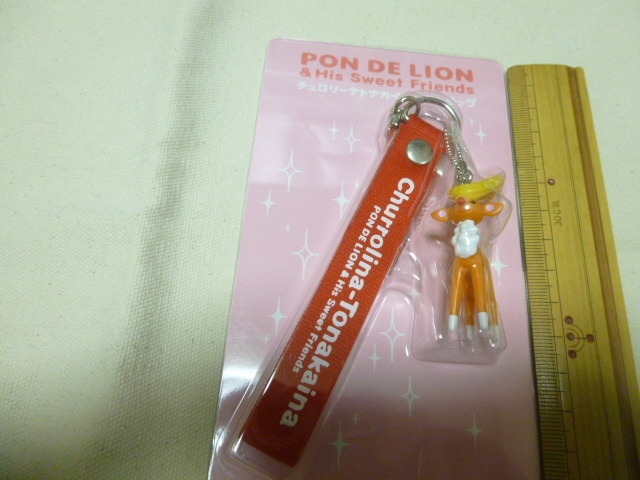 PON DE LION
& His Sweet Friends
チュロリーナトナカイ
Churrolina-Tonakaina
PON DE LION & His Sweet Friends